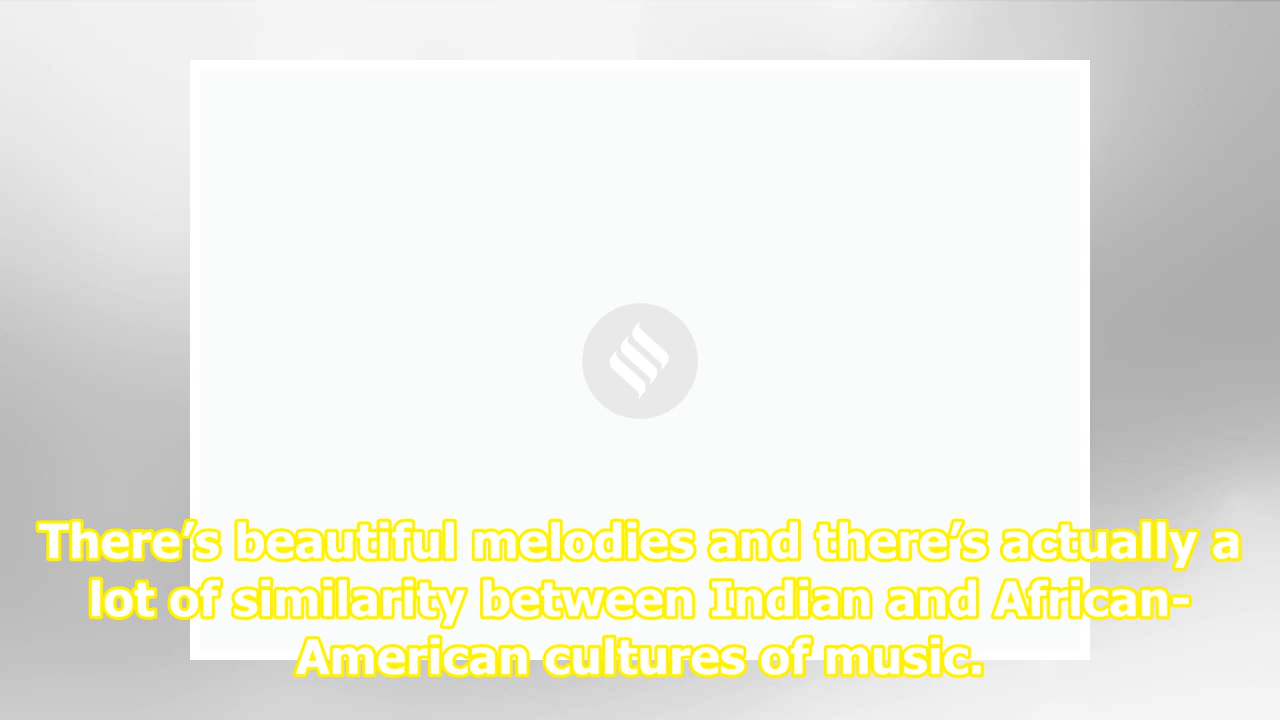 There’s beautiful melodies and there’s actually a
lot of similarity between Indian and African-
American cultures of music.